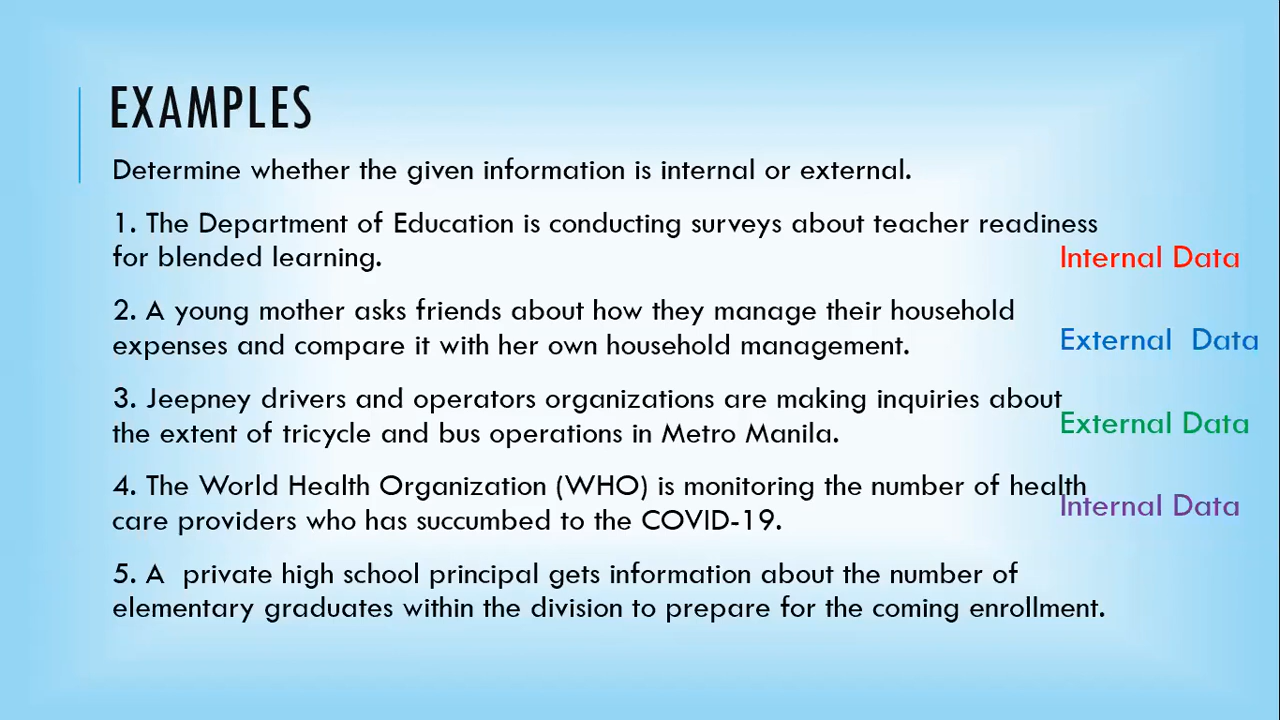 EXAMPLES
Determine whether the given information is internal or external.
1. The Department of Education is conducting surveys about teacher readiness
for blended learning.
Internal Data
2. A young mother asks friends about how they manage their household
expenses and compare it with her own household management.
External Data
3. Jeepney drivers and operators organizations are making inquiries about
the extent of tricycle and bus operations in Metro Manila.
External Data
4. The World Health Organization (WHO) is monitoring the number of health
care providers who has succumbed to the COVID-19.
Internal Data
5. A private high school principal gets information about the number of
elementary graduates within the division to prepare for the coming enrollment.